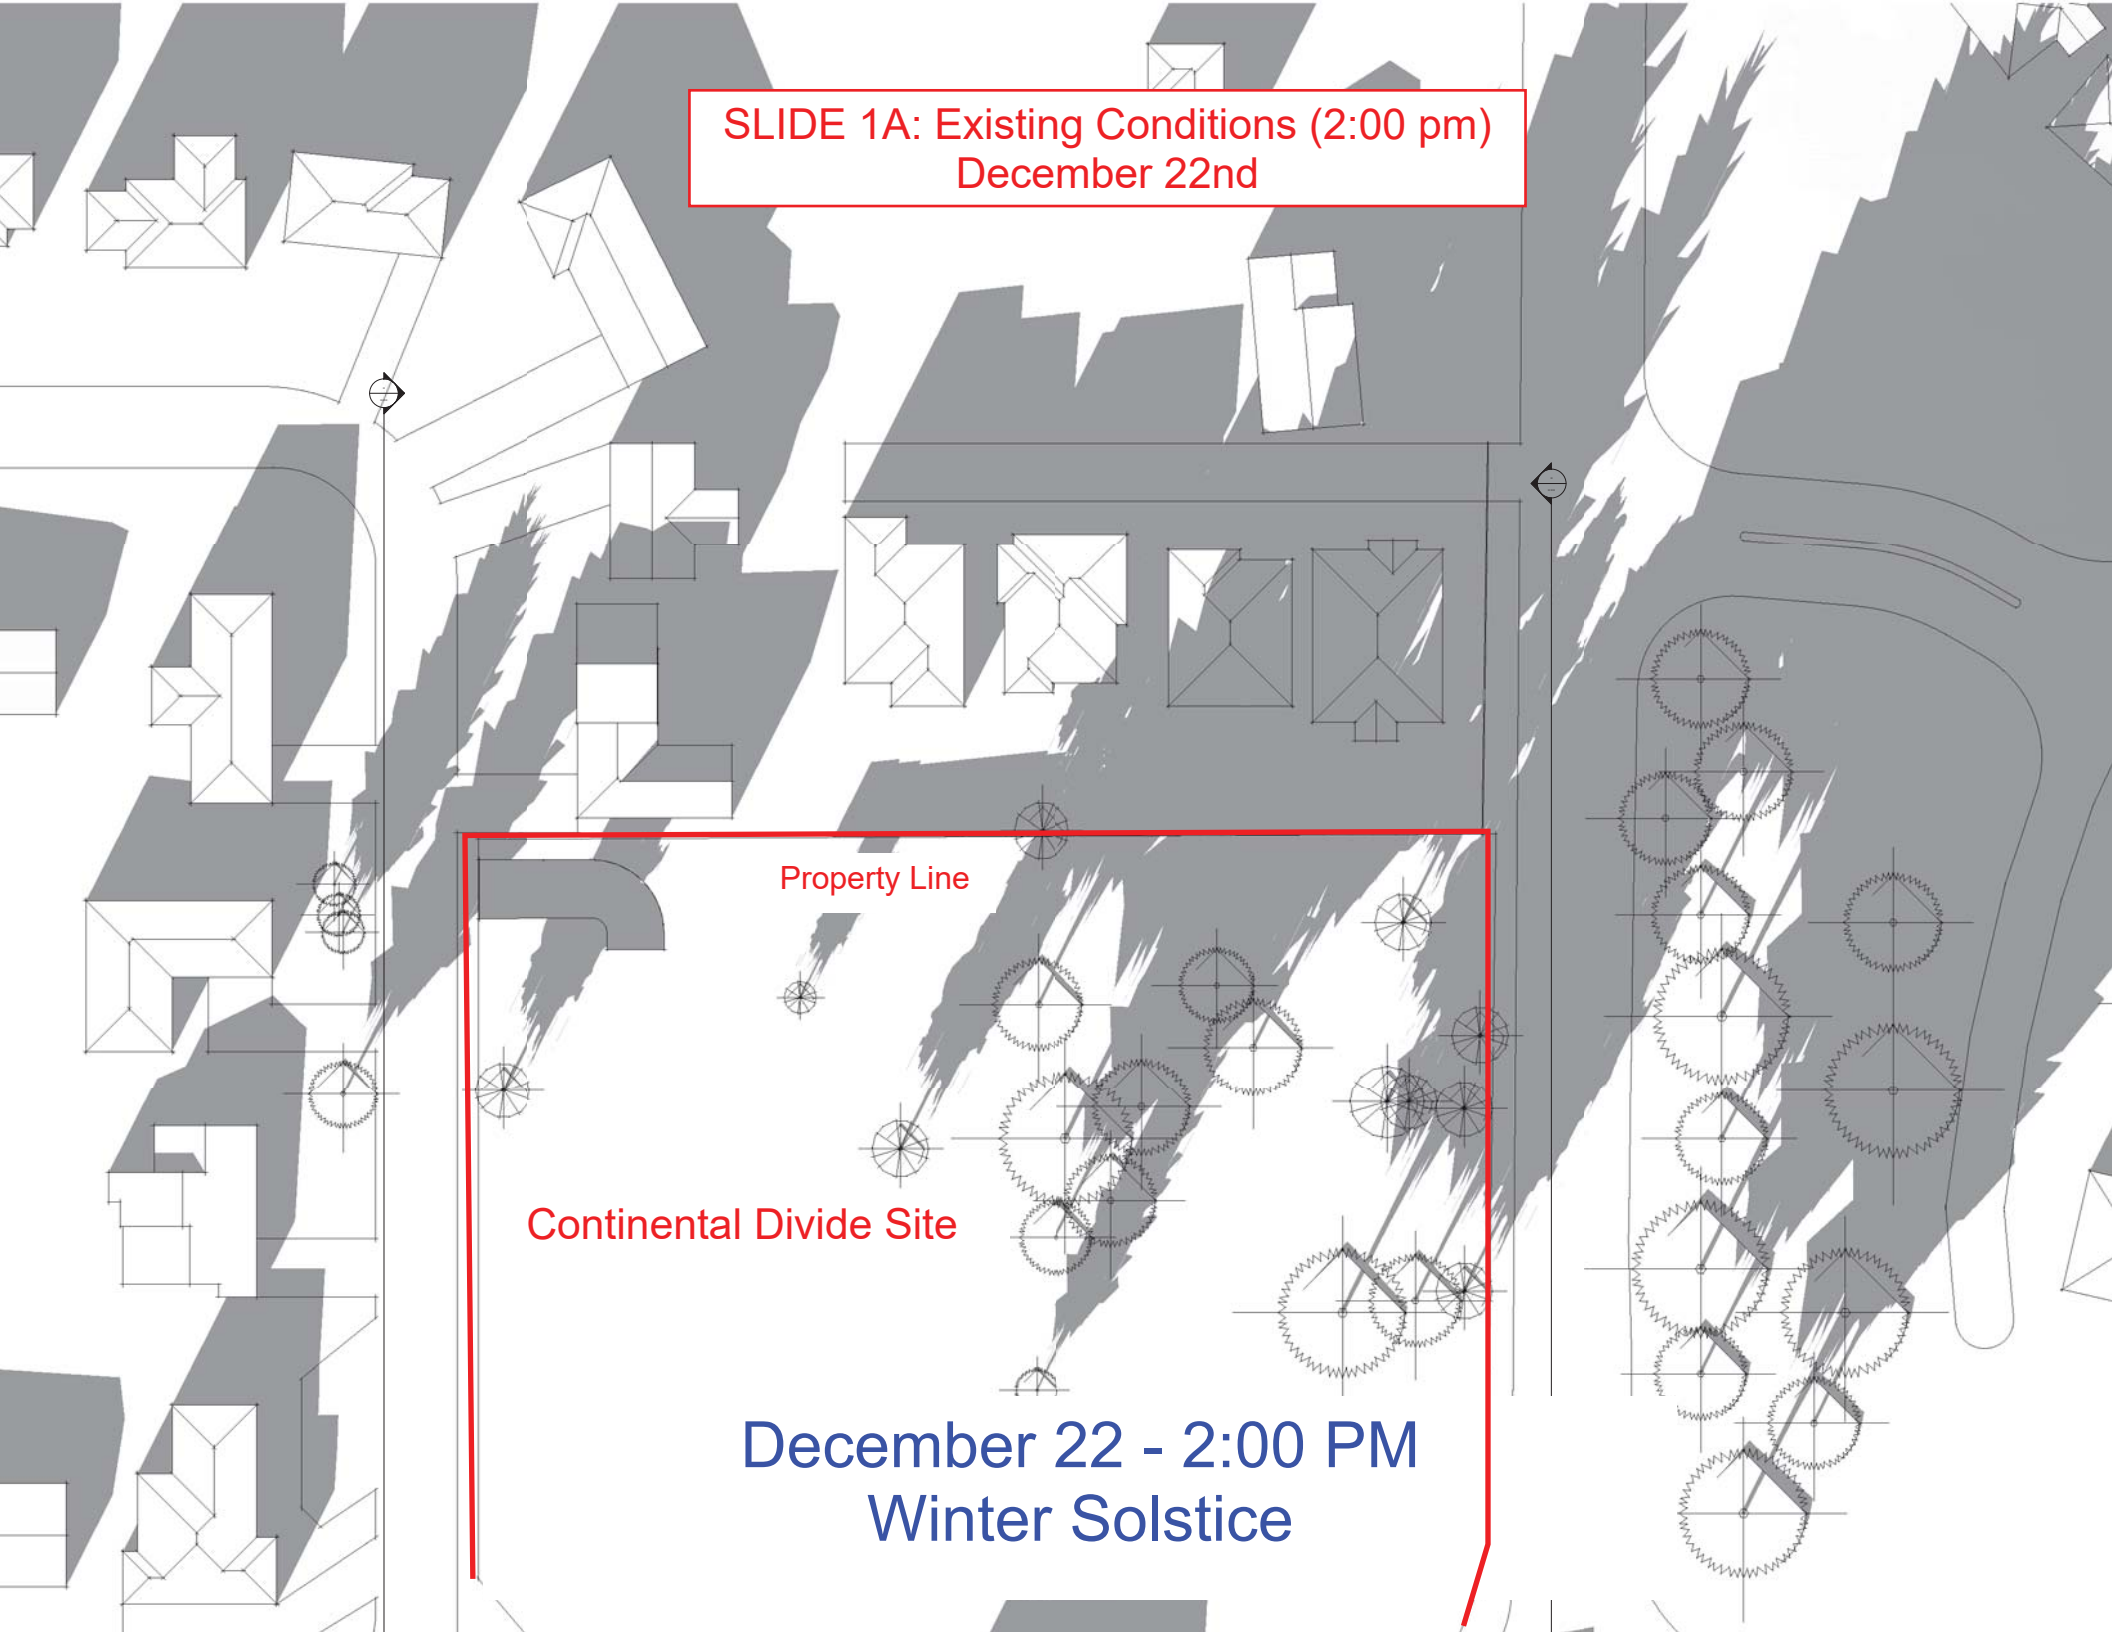 SLIDE 1A: Existing Conditions (2:00 pm)
December 22nd
Property Line
Continental Divide Site
December 22 - 2:00 PM
Winter Solstice